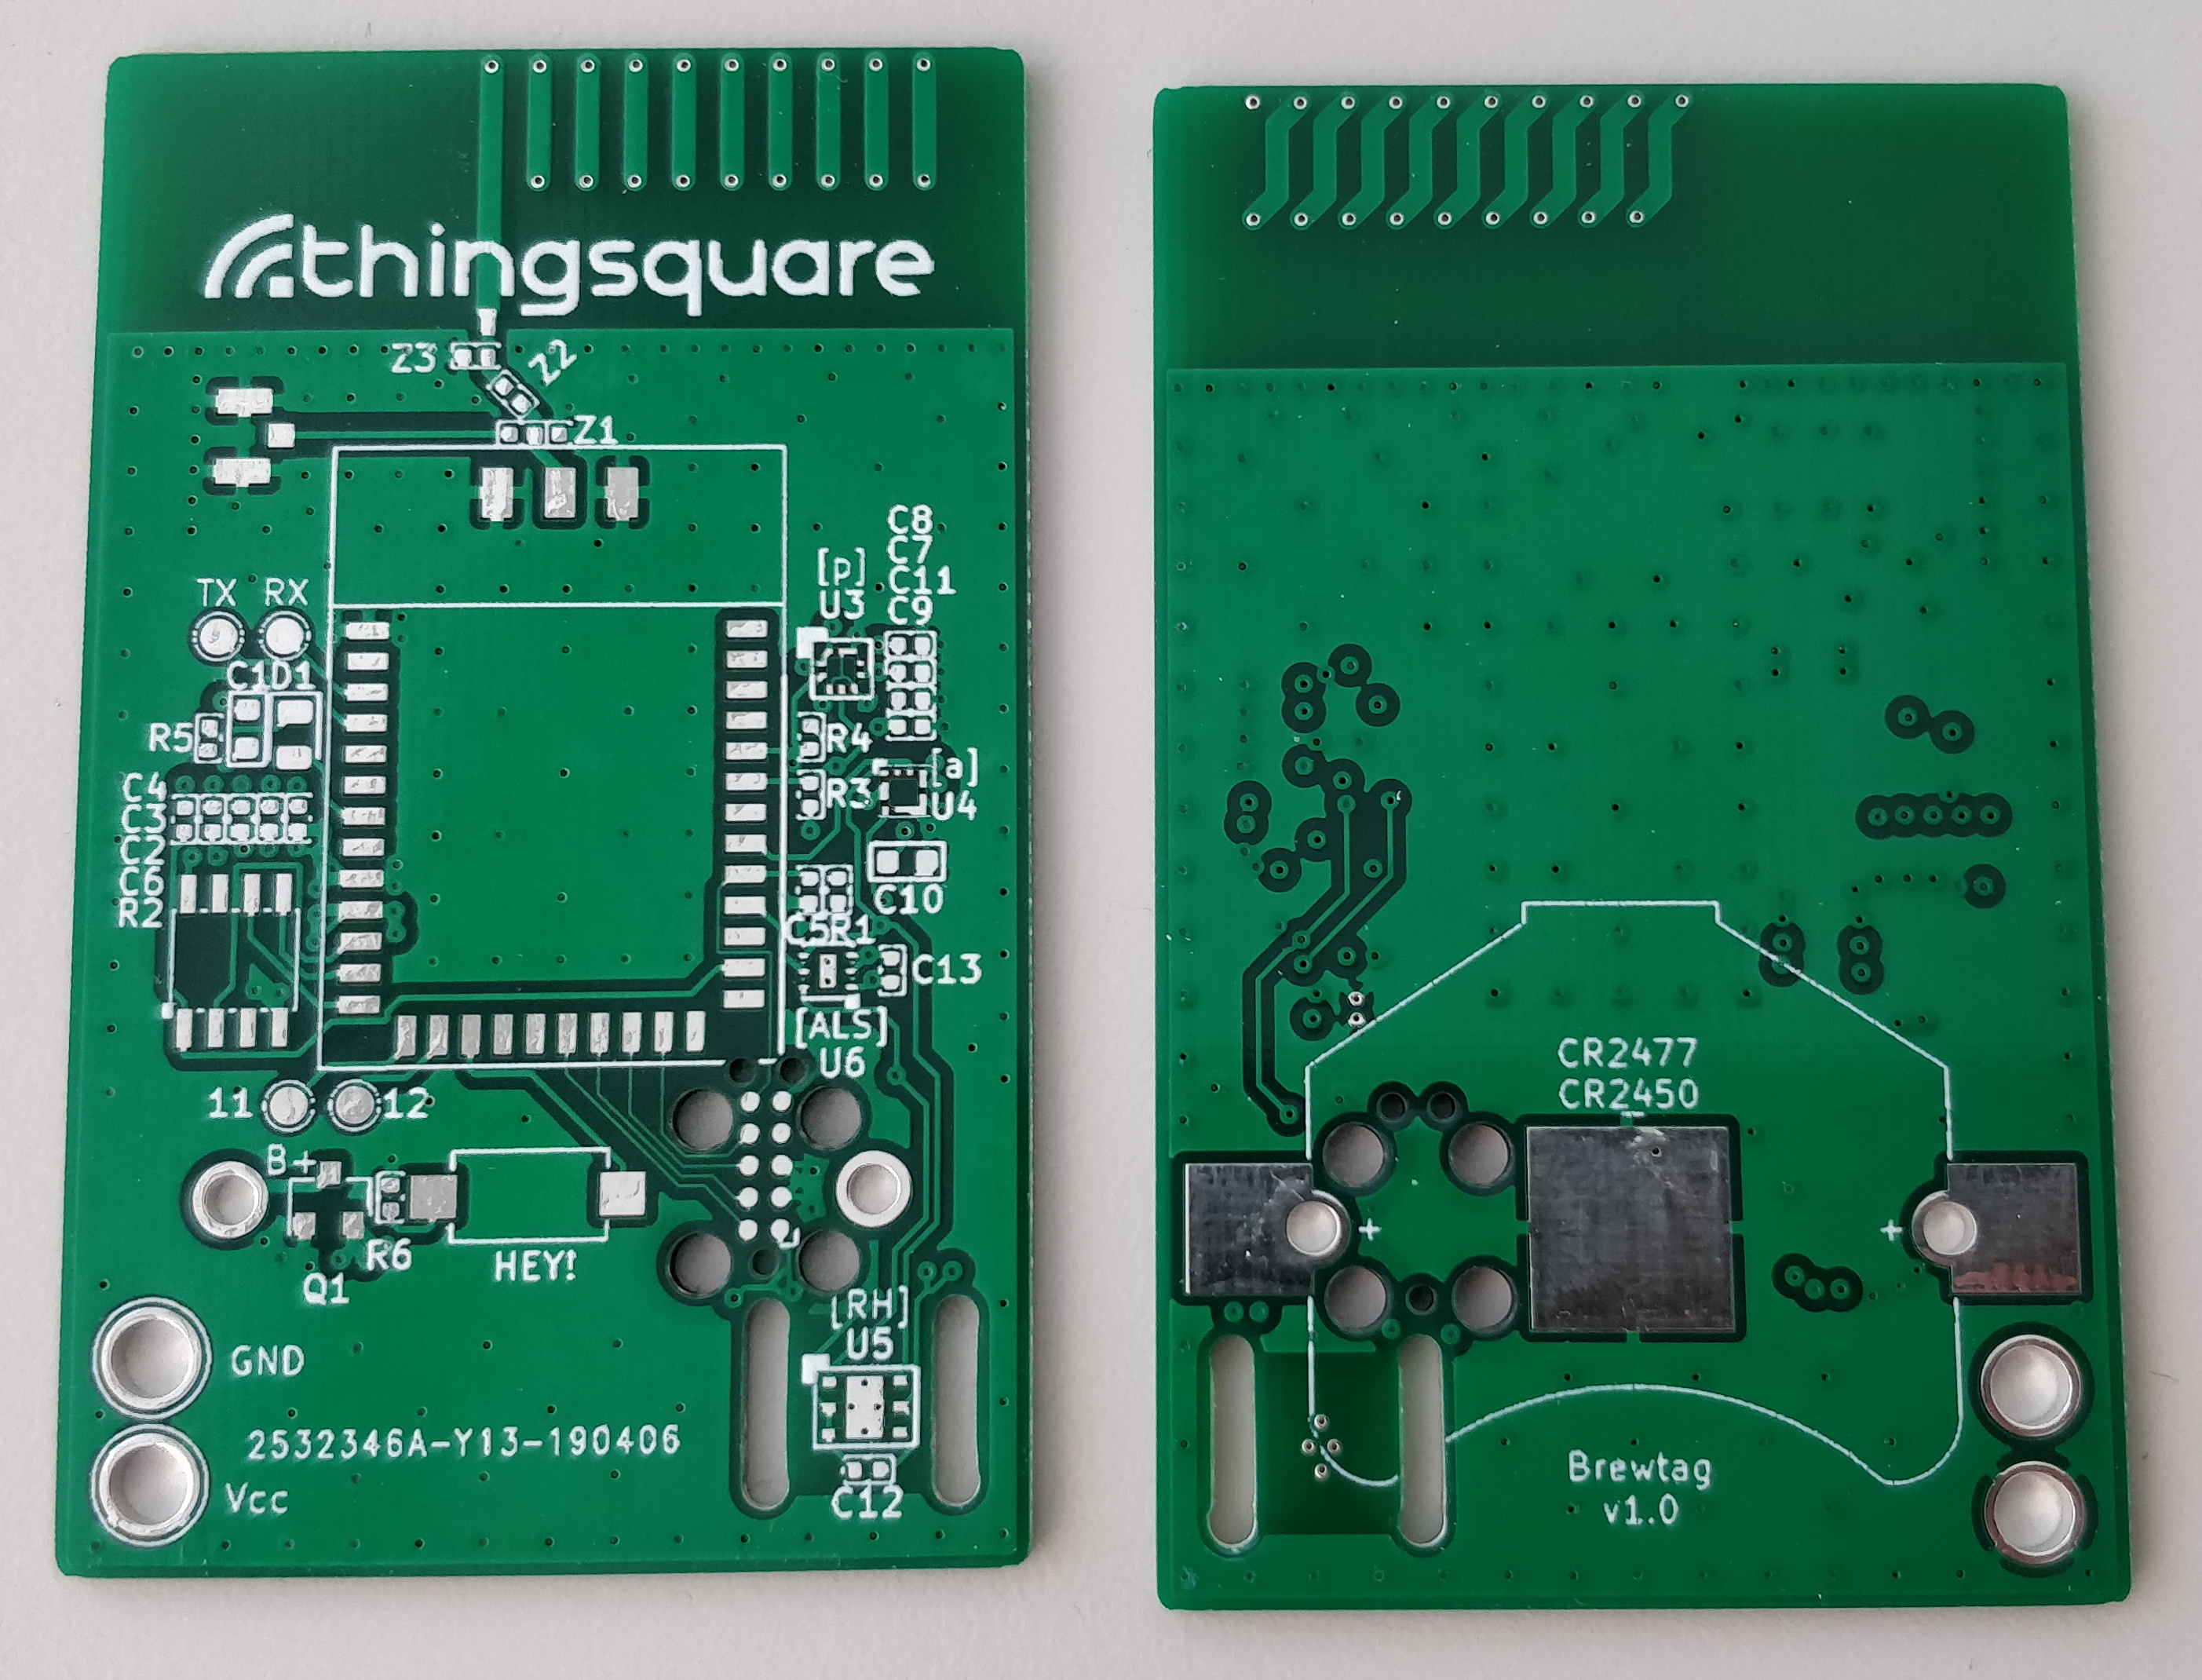 thingsquare
Z3
Z2
Z1
C8
C7
C11
C9
[p]
U3
TX RX
C1D1
R5
R4
[a]
U4
R3
C4
C3
C2
C6
R2
C10
C5R1
C13
[ALS]
U6
11
12
B+
R6
Q1
HEY!
[RH]
U5
GND
2532346A-Y13-190406
Vcc
C12
CR2477
CR2450
+
+
Brewtag
v1.0